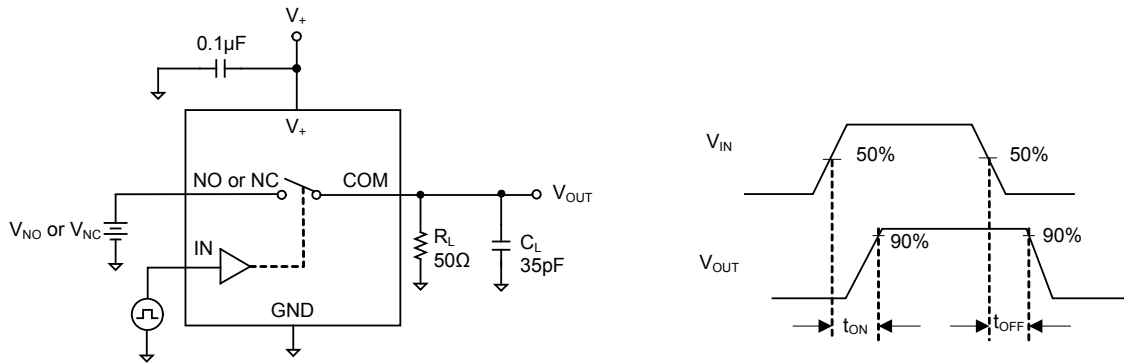 V+
0.1µF
V+
NO or NC
COM
VOUT
VNO or VNC
IN
RL
50Ω
CL
35pF
GND
VIN
50%
50%
VOUT
90%
90%
tON
tOFF